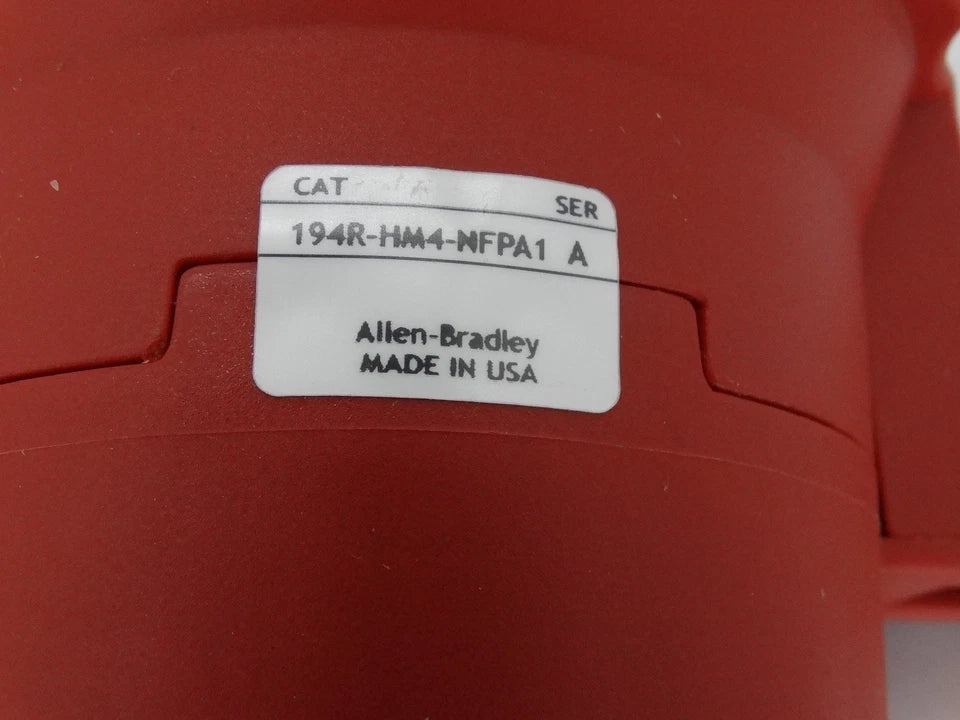 CAT SER
194R-HM4-NFPA1 A
Allen-Bradley
MADE IN USA